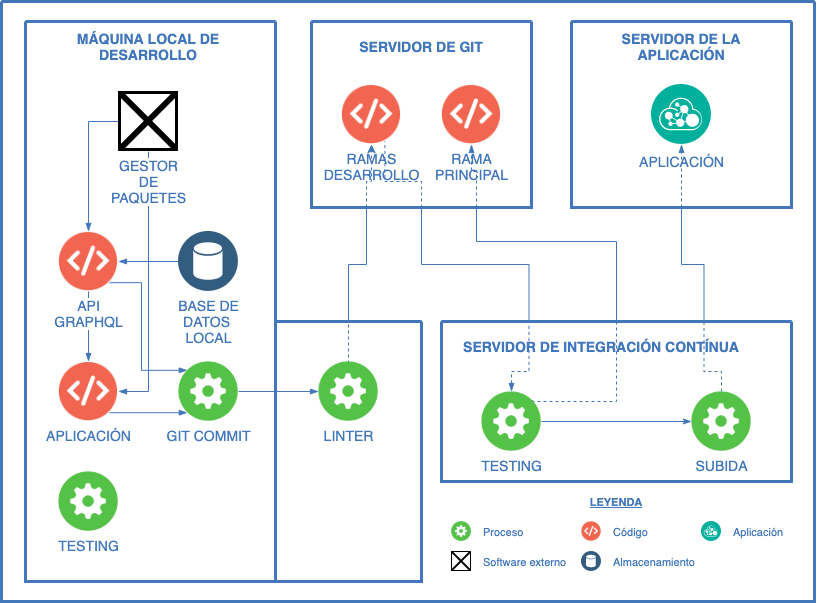 MÁQUINA LOCAL DE
DESARROLLO
GESTOR
DE
PAQUETES
API
GRAPHQL
BASE DE
DATOS
LOCAL
APLICACIÓN
GIT COMMIT
LINTER
TESTING
SERVIDOR DE GIT
RAMAS
DESARROLLO
RAMA
PRINCIPAL
SERVIDOR DE LA
APLICACIÓN
APLICACIÓN
SERVIDOR DE INTEGRACIÓN CONTÍNUA
TESTING
SUBIDA
LEYENDA
Proceso
Código
Aplicación
Software externo
Almacenamiento